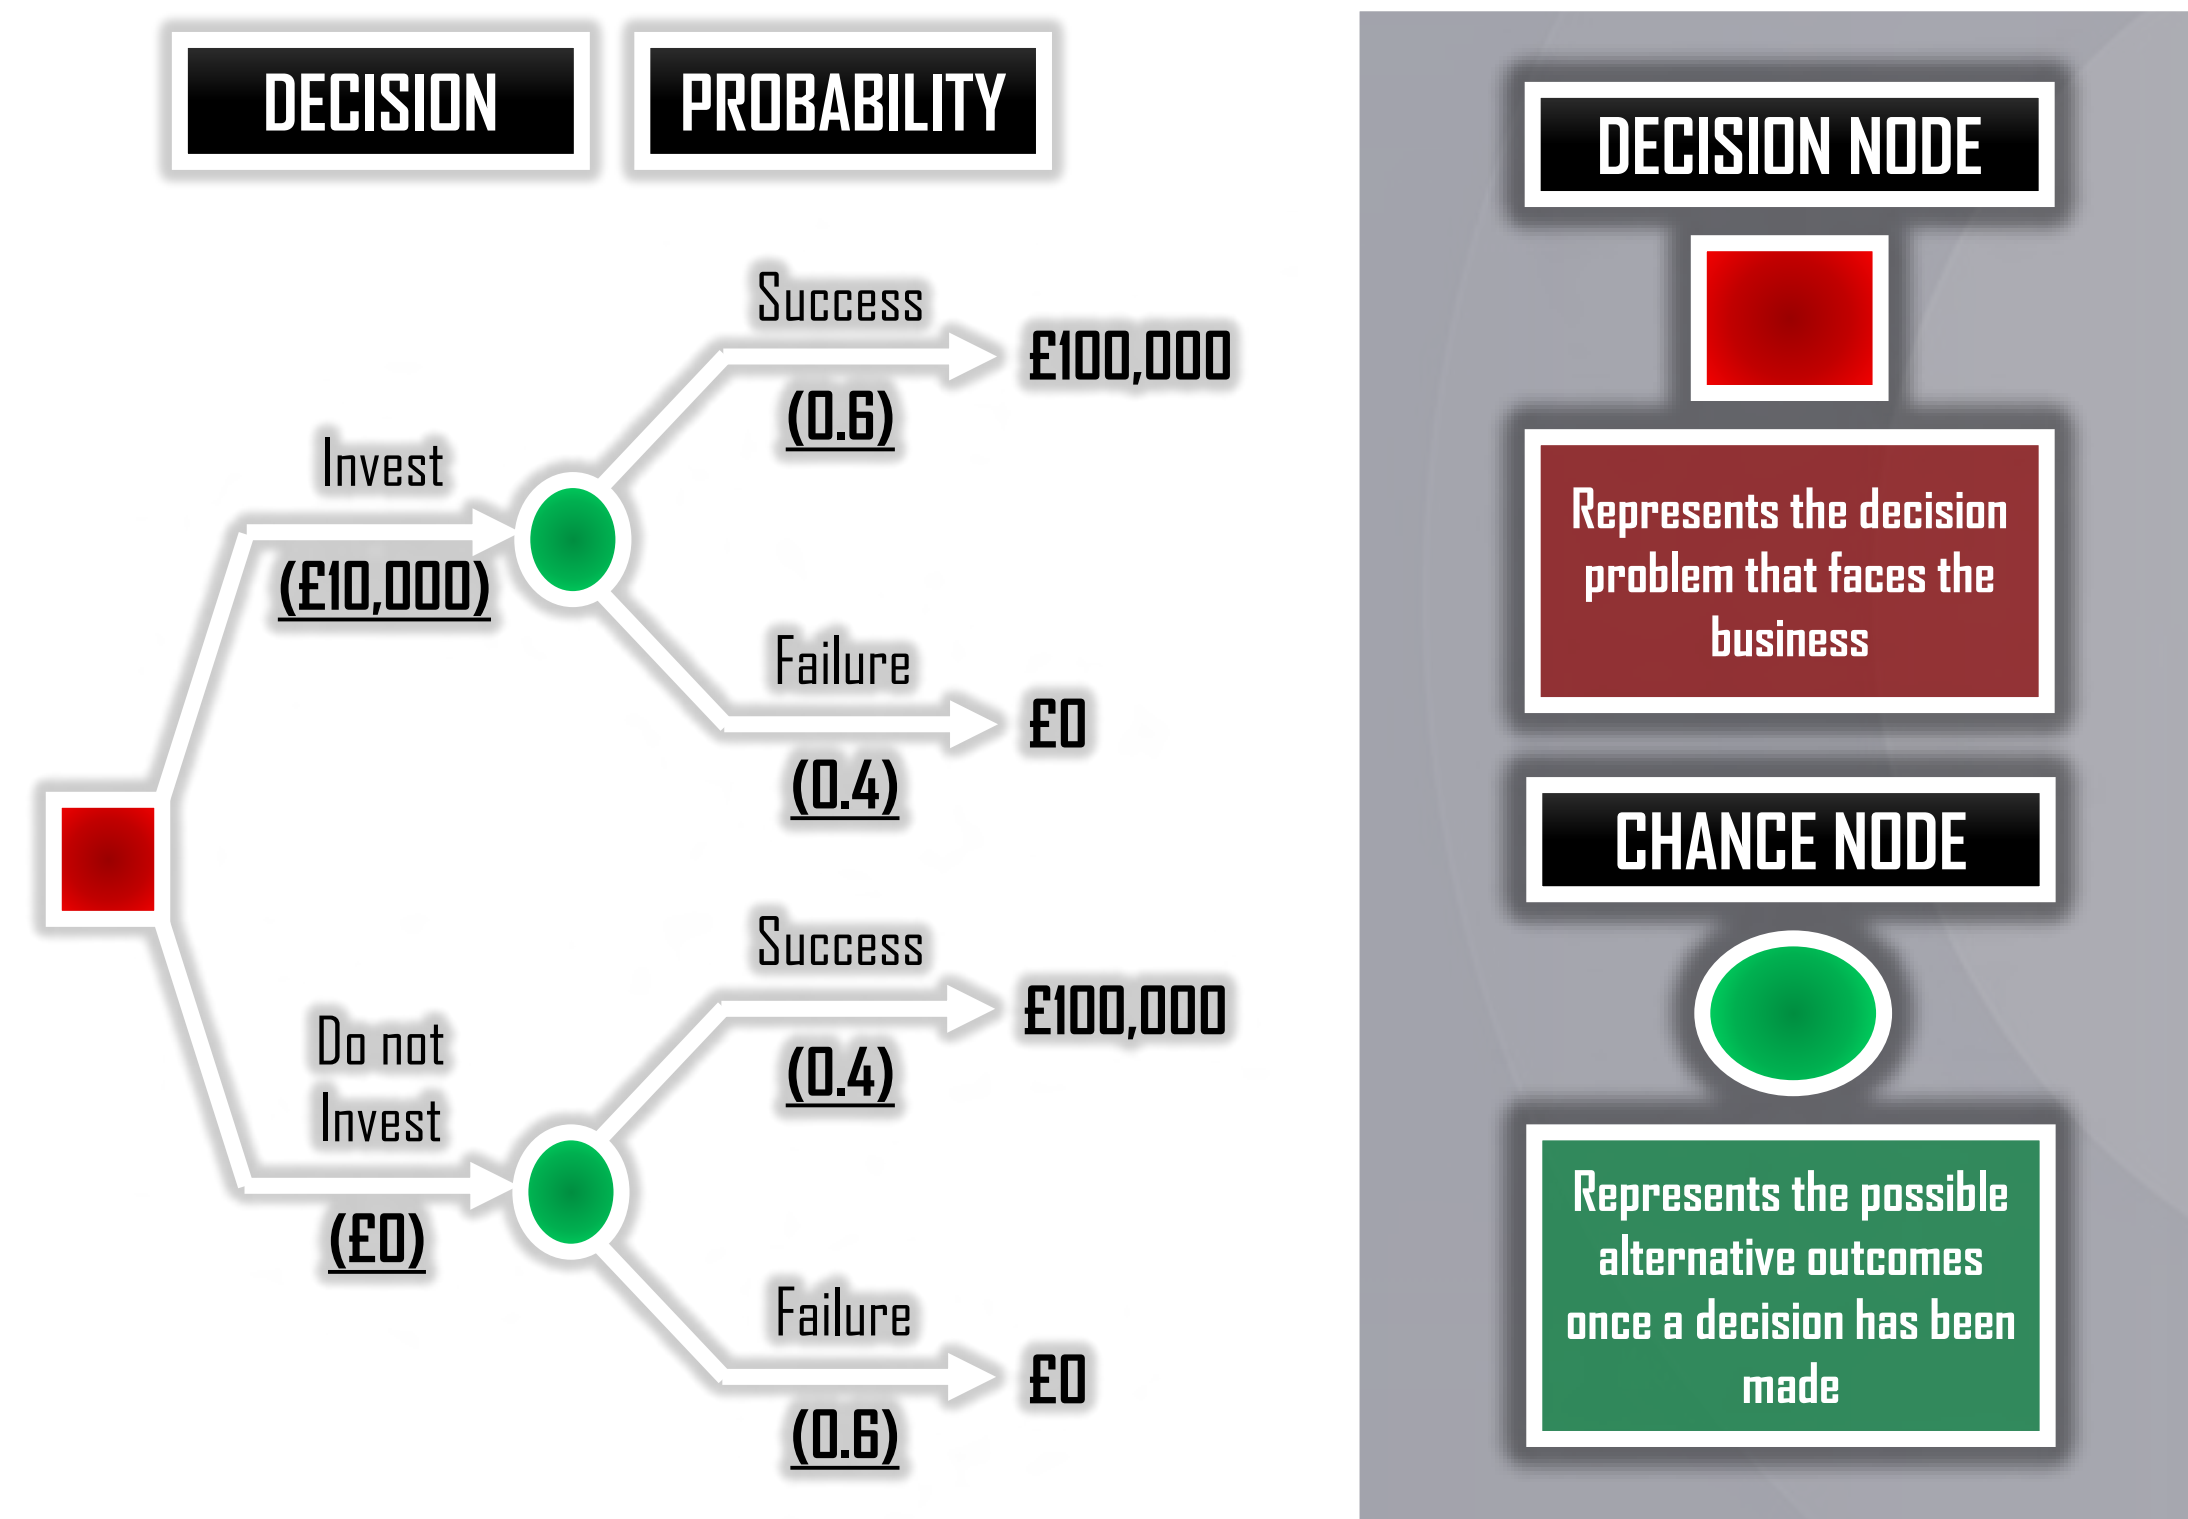 DECISION
PROBABILITY
Success
£100,000
(0.6)
Invest
(£10,000)
Failure
£0
(0.4)
Success
£100,000
(0.4)
Do not
Invest
(£0)
Failure
£0
(0.6)
DECISION NODE
Represents the decision
problem that faces the
business
CHANCE NODE
Represents the possible
alternative outcomes
once a decision has been
made